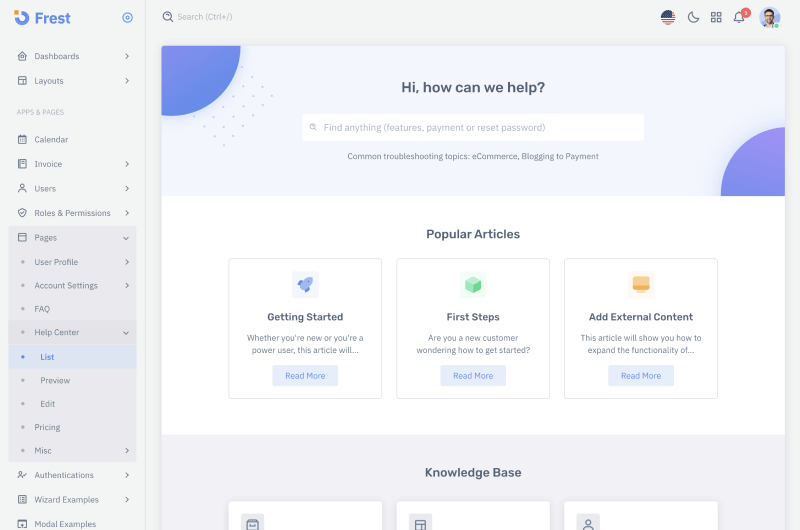 Frest
Search (Ctrl+/)
3
Dashboards
Layouts
APPS & PAGES
Calendar
Invoice
Users
Roles & Permissions
Pages
User Profile
Account Settings
FAQ
Help Center
List
Preview
Edit
Pricing
Misc
Authentications
Wizard Examples
Modal Examples
Hi, how can we help?
Find anything (features, payment or reset password)
Common troubleshooting topics: eCommerce, Blogging to Payment
Popular Articles
Getting Started
Whether you're new or you're a
power user, this article will...
Read More
First Steps
Are you a new customer
wondering how to get started?
Read More
Add External Content
This article will show you how to
expand the functionality of...
Read More
Knowledge Base